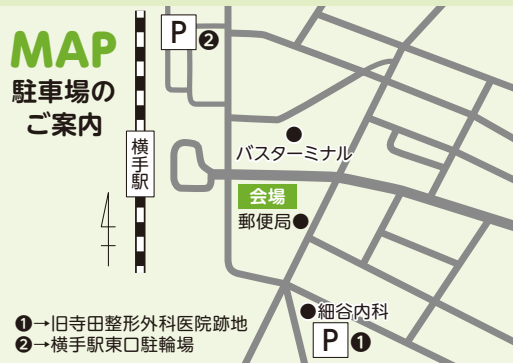 MAP
駐車場の
ご案内
P❷
横手駅
●
バスターミナル
会場
郵便局●
●細谷内科
P❶
❶→旧寺田整形外科医院跡地
❷→横手駅東口駐輪場